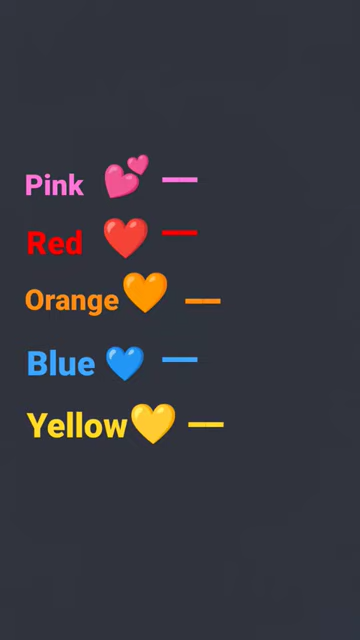 Pink 💕 —
Red ❤️ —
Orange 🧡 —
Blue 💙 —
Yellow 💛 —